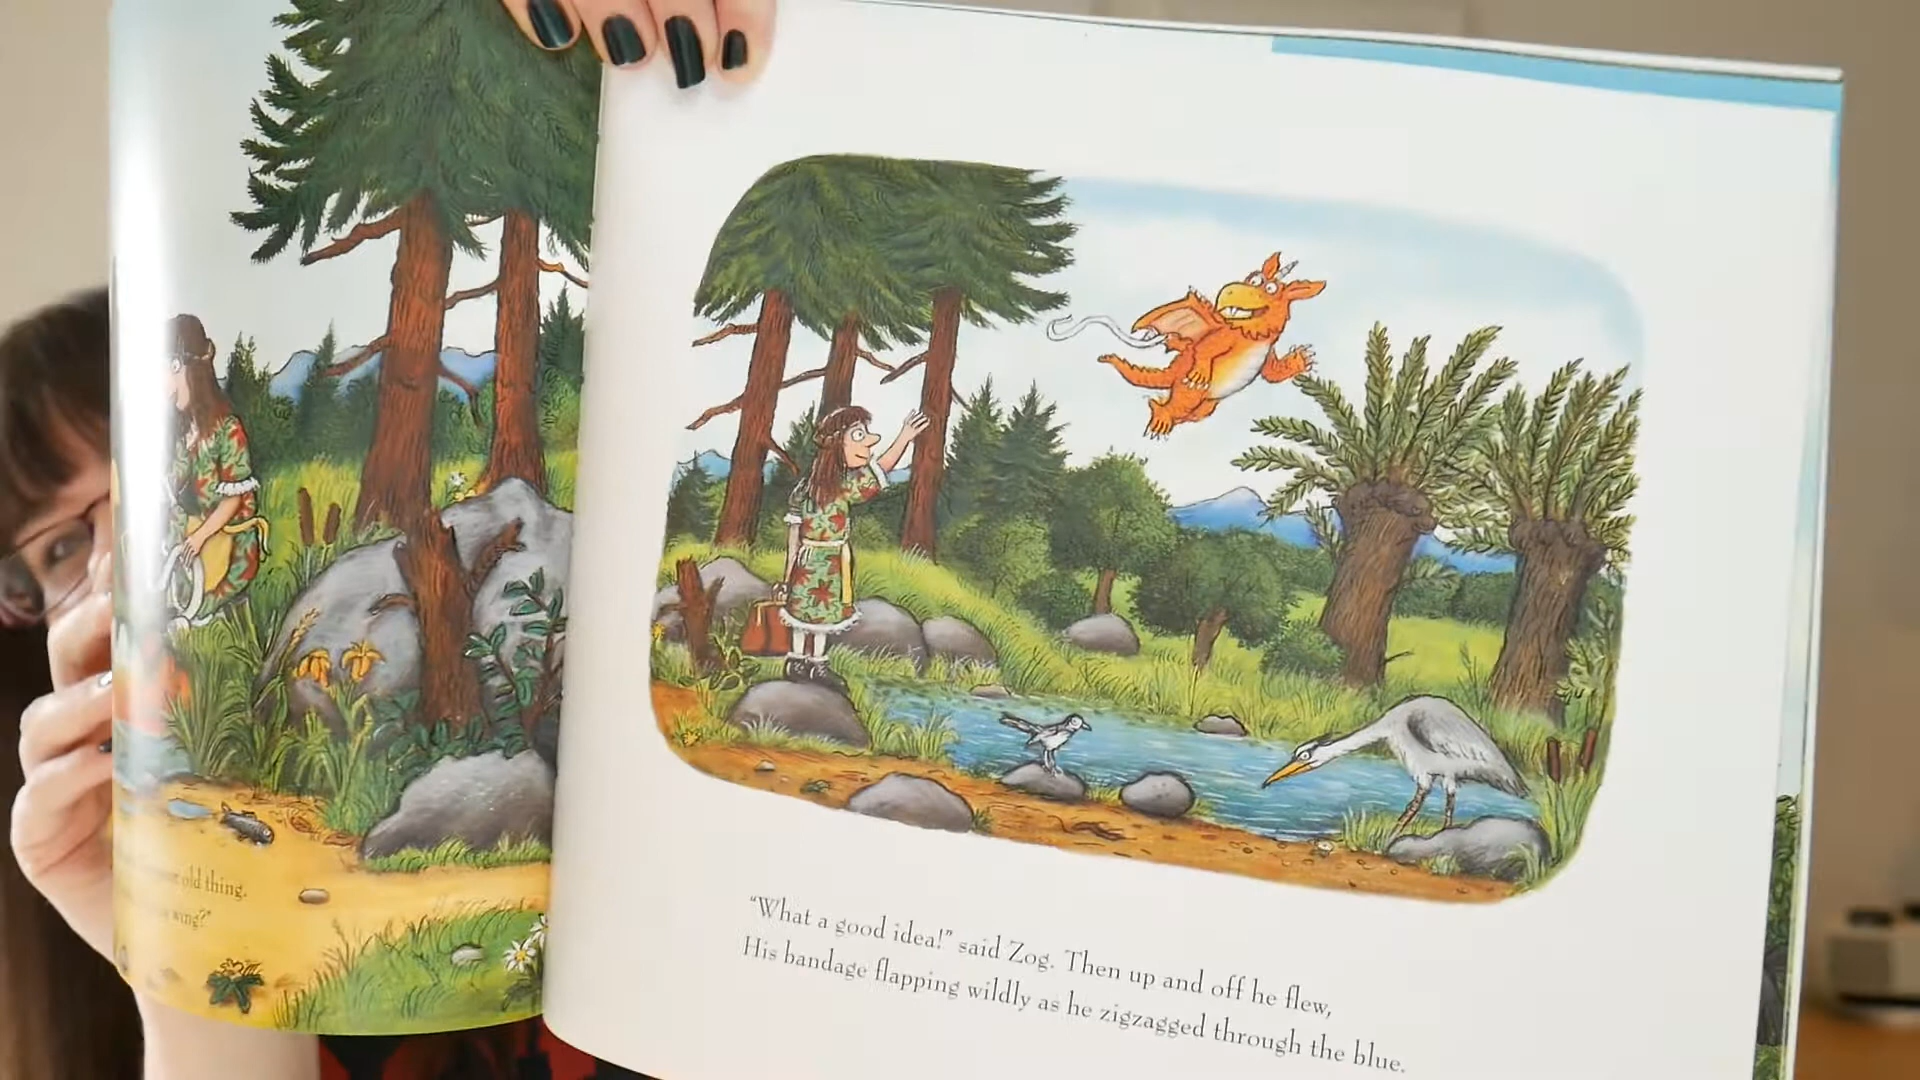 old thing.
wing?"
“What a good idea!” said Zog. Then up and off he flew,
His bandage flapping wildly as he zigzagged through the blue.